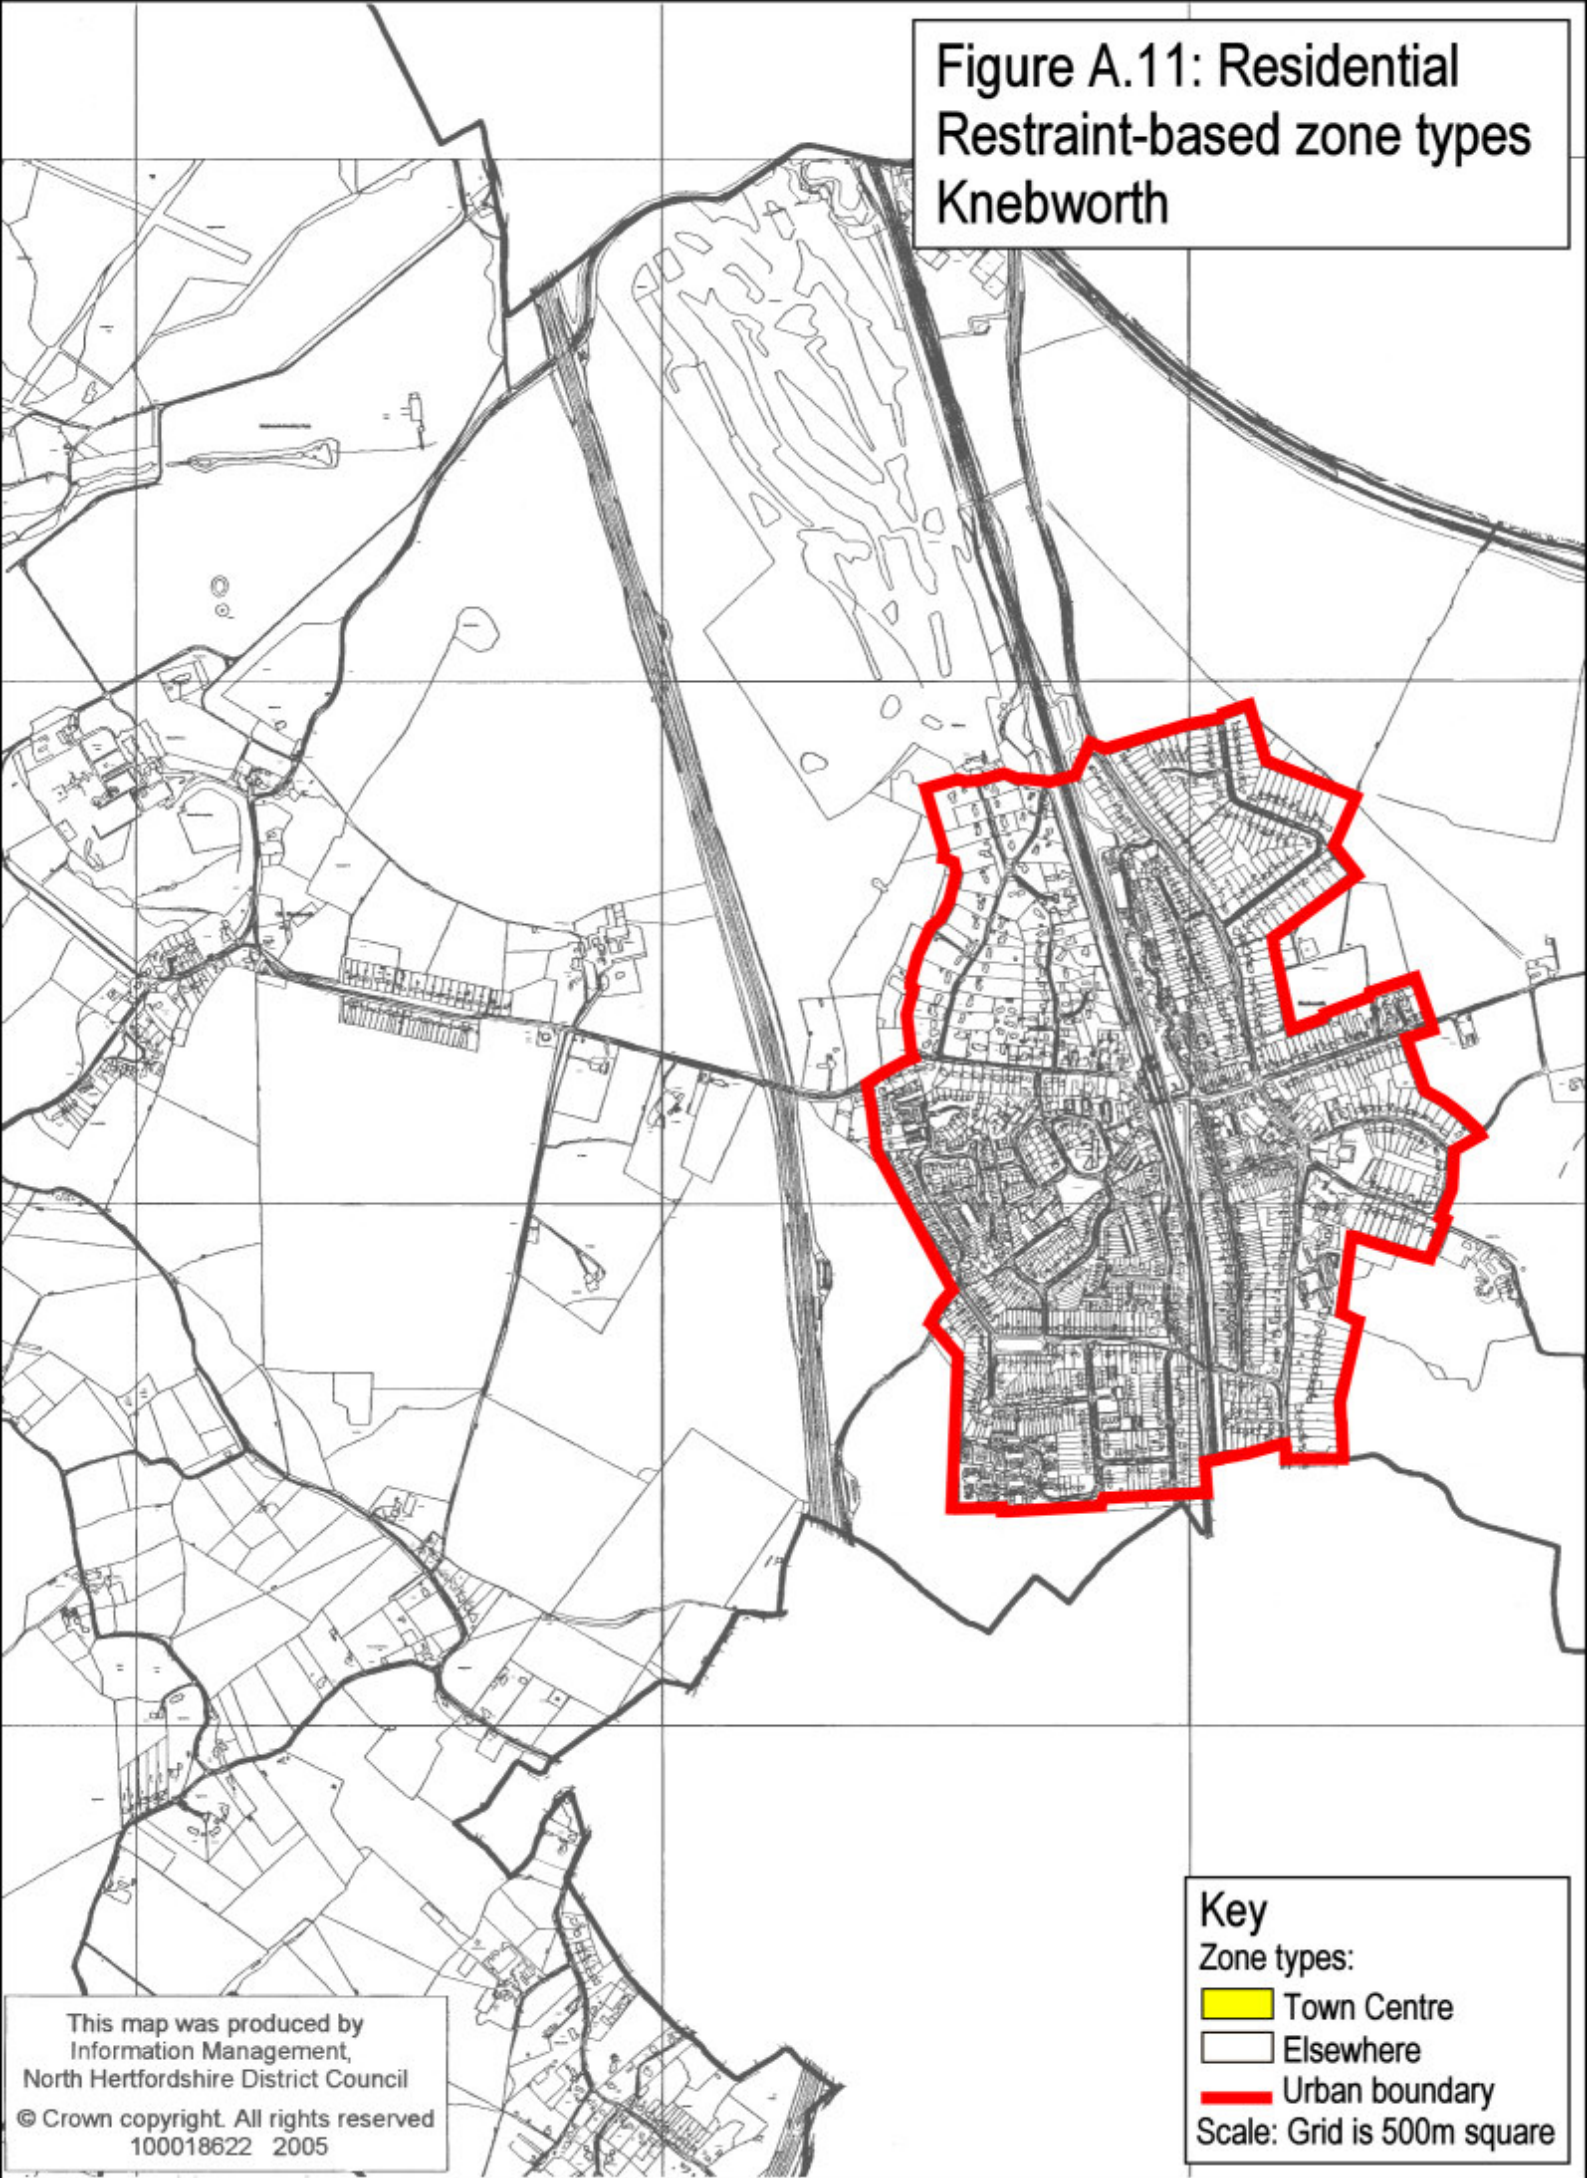 Figure A.11: Residential
Restraint-based zone types
Knebworth
Key
Zone types:
Town Centre
Elsewhere
Urban boundary
Scale: Grid is 500m square
This map was produced by
Information Management,
North Hertfordshire District Council
© Crown copyright. All rights reserved
100018622 2005